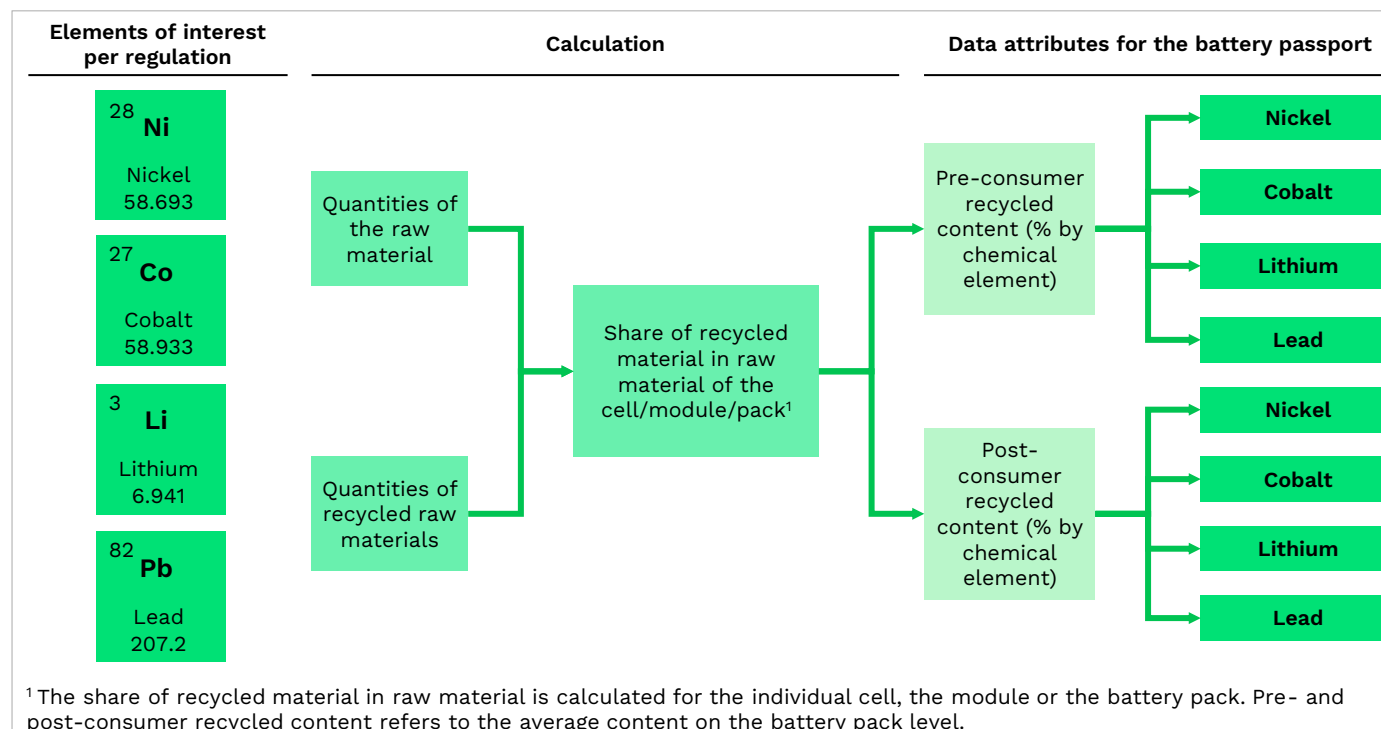 Elements of interest
per regulation
Calculation
Data attributes for the battery passport
28
Ni
Nickel
58.693
27
Co
Cobalt
58.933
3
Li
Lithium
6.941
82
Pb
Lead
207.2
Quantities of
the raw
material
Quantities of
recycled raw
materials
Share of recycled
material in raw
material of the
cell/module/pack¹
Pre-consumer
recycled
content (% by
chemical
element)
Nickel
Cobalt
Lithium
Lead
Post-
consumer
recycled
content (% by
chemical
element)
Nickel
Cobalt
Lithium
Lead
¹ The share of recycled material in raw material is calculated for the individual cell, the module or the battery pack. Pre- and
post-consumer recycled content refers to the average content on the battery pack level.